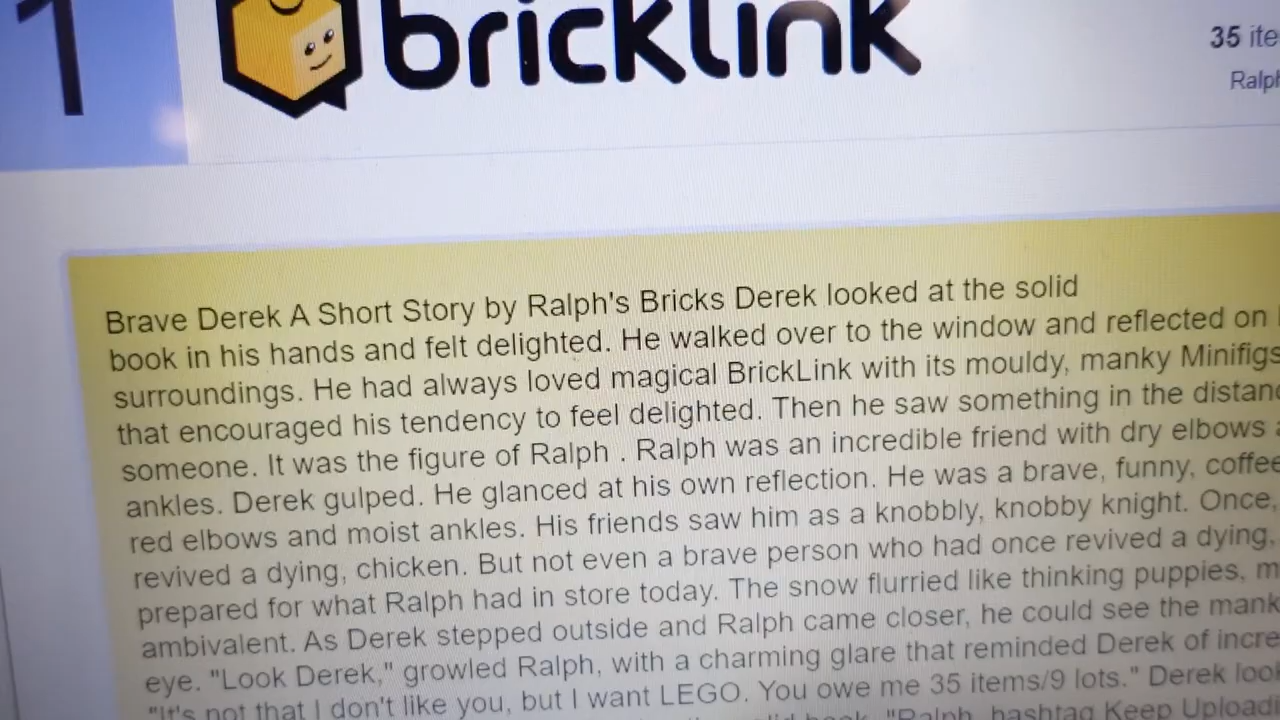 1
bricklink
35
Brave Derek A Short Story by Ralph's Bricks Derek looked at the solid
book in his hands and felt delighted. He walked over to the window and reflected on
surroundings. He had always loved magical BrickLink with its mouldy, manky Minifigs
that encouraged his tendency to feel delighted. Then he saw something in the
someone. It was the figure of Ralph . Ralph was an incredible friend with dry elbows
ankles. Derek gulped. He glanced at his own reflection. He was a brave, funny,
red elbows and moist ankles. His friends saw him as a knobbly, knobby knight. Once,
revived a dying, chicken. But not even a brave person who had once revived a dying,
prepared for what Ralph had in store today. The snow flurried like thinking puppies,
ambivalent. As Derek stepped outside and Ralph came closer, he could see the
eye. "Look Derek," growled Ralph, with a charming glare that reminded Derek of
"It's not that I don't like you, but I want LEGO. You owe me 35 items/9 lots." Derek
book. "Ralph, hashtag Keep